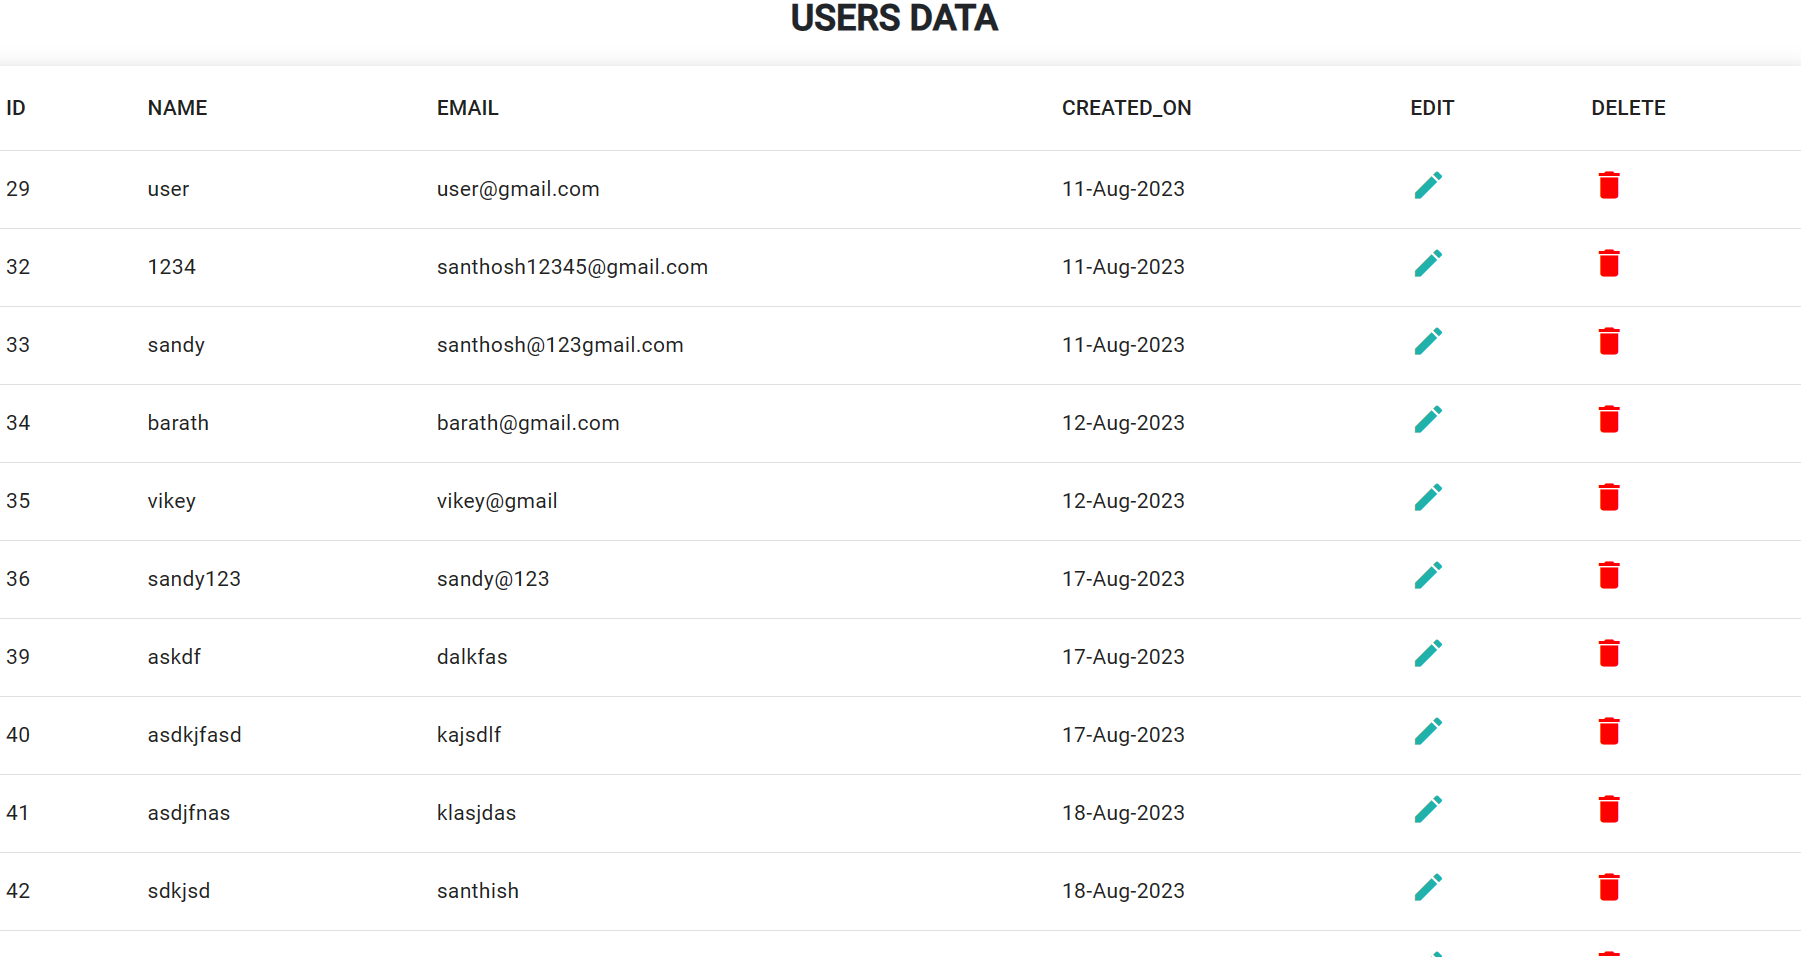 USERS DATA
ID NAME EMAIL CREATED_ON EDIT DELETE
29 user user@gmail.com 11-Aug-2023
32 1234 santhosh12345@gmail.com 11-Aug-2023
33 sandy santhosh@123gmail.com 11-Aug-2023
34 barath barath@gmail.com 12-Aug-2023
35 vikey vikey@gmail 12-Aug-2023
36 sandy123 sandy@123 17-Aug-2023
39 askdf dalkfas 17-Aug-2023
40 asdkjfasd kajsdlf 17-Aug-2023
41 asdjfnas klasjdas 18-Aug-2023
42 sdkjsd santhish 18-Aug-2023